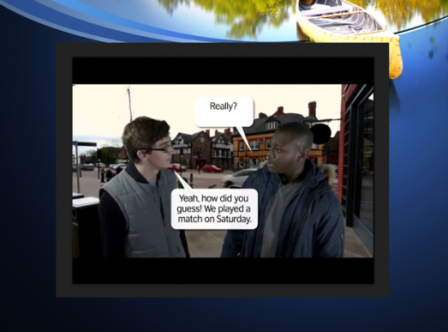 Really?
Yeah, how did you
guess! We played a
match on Saturday.